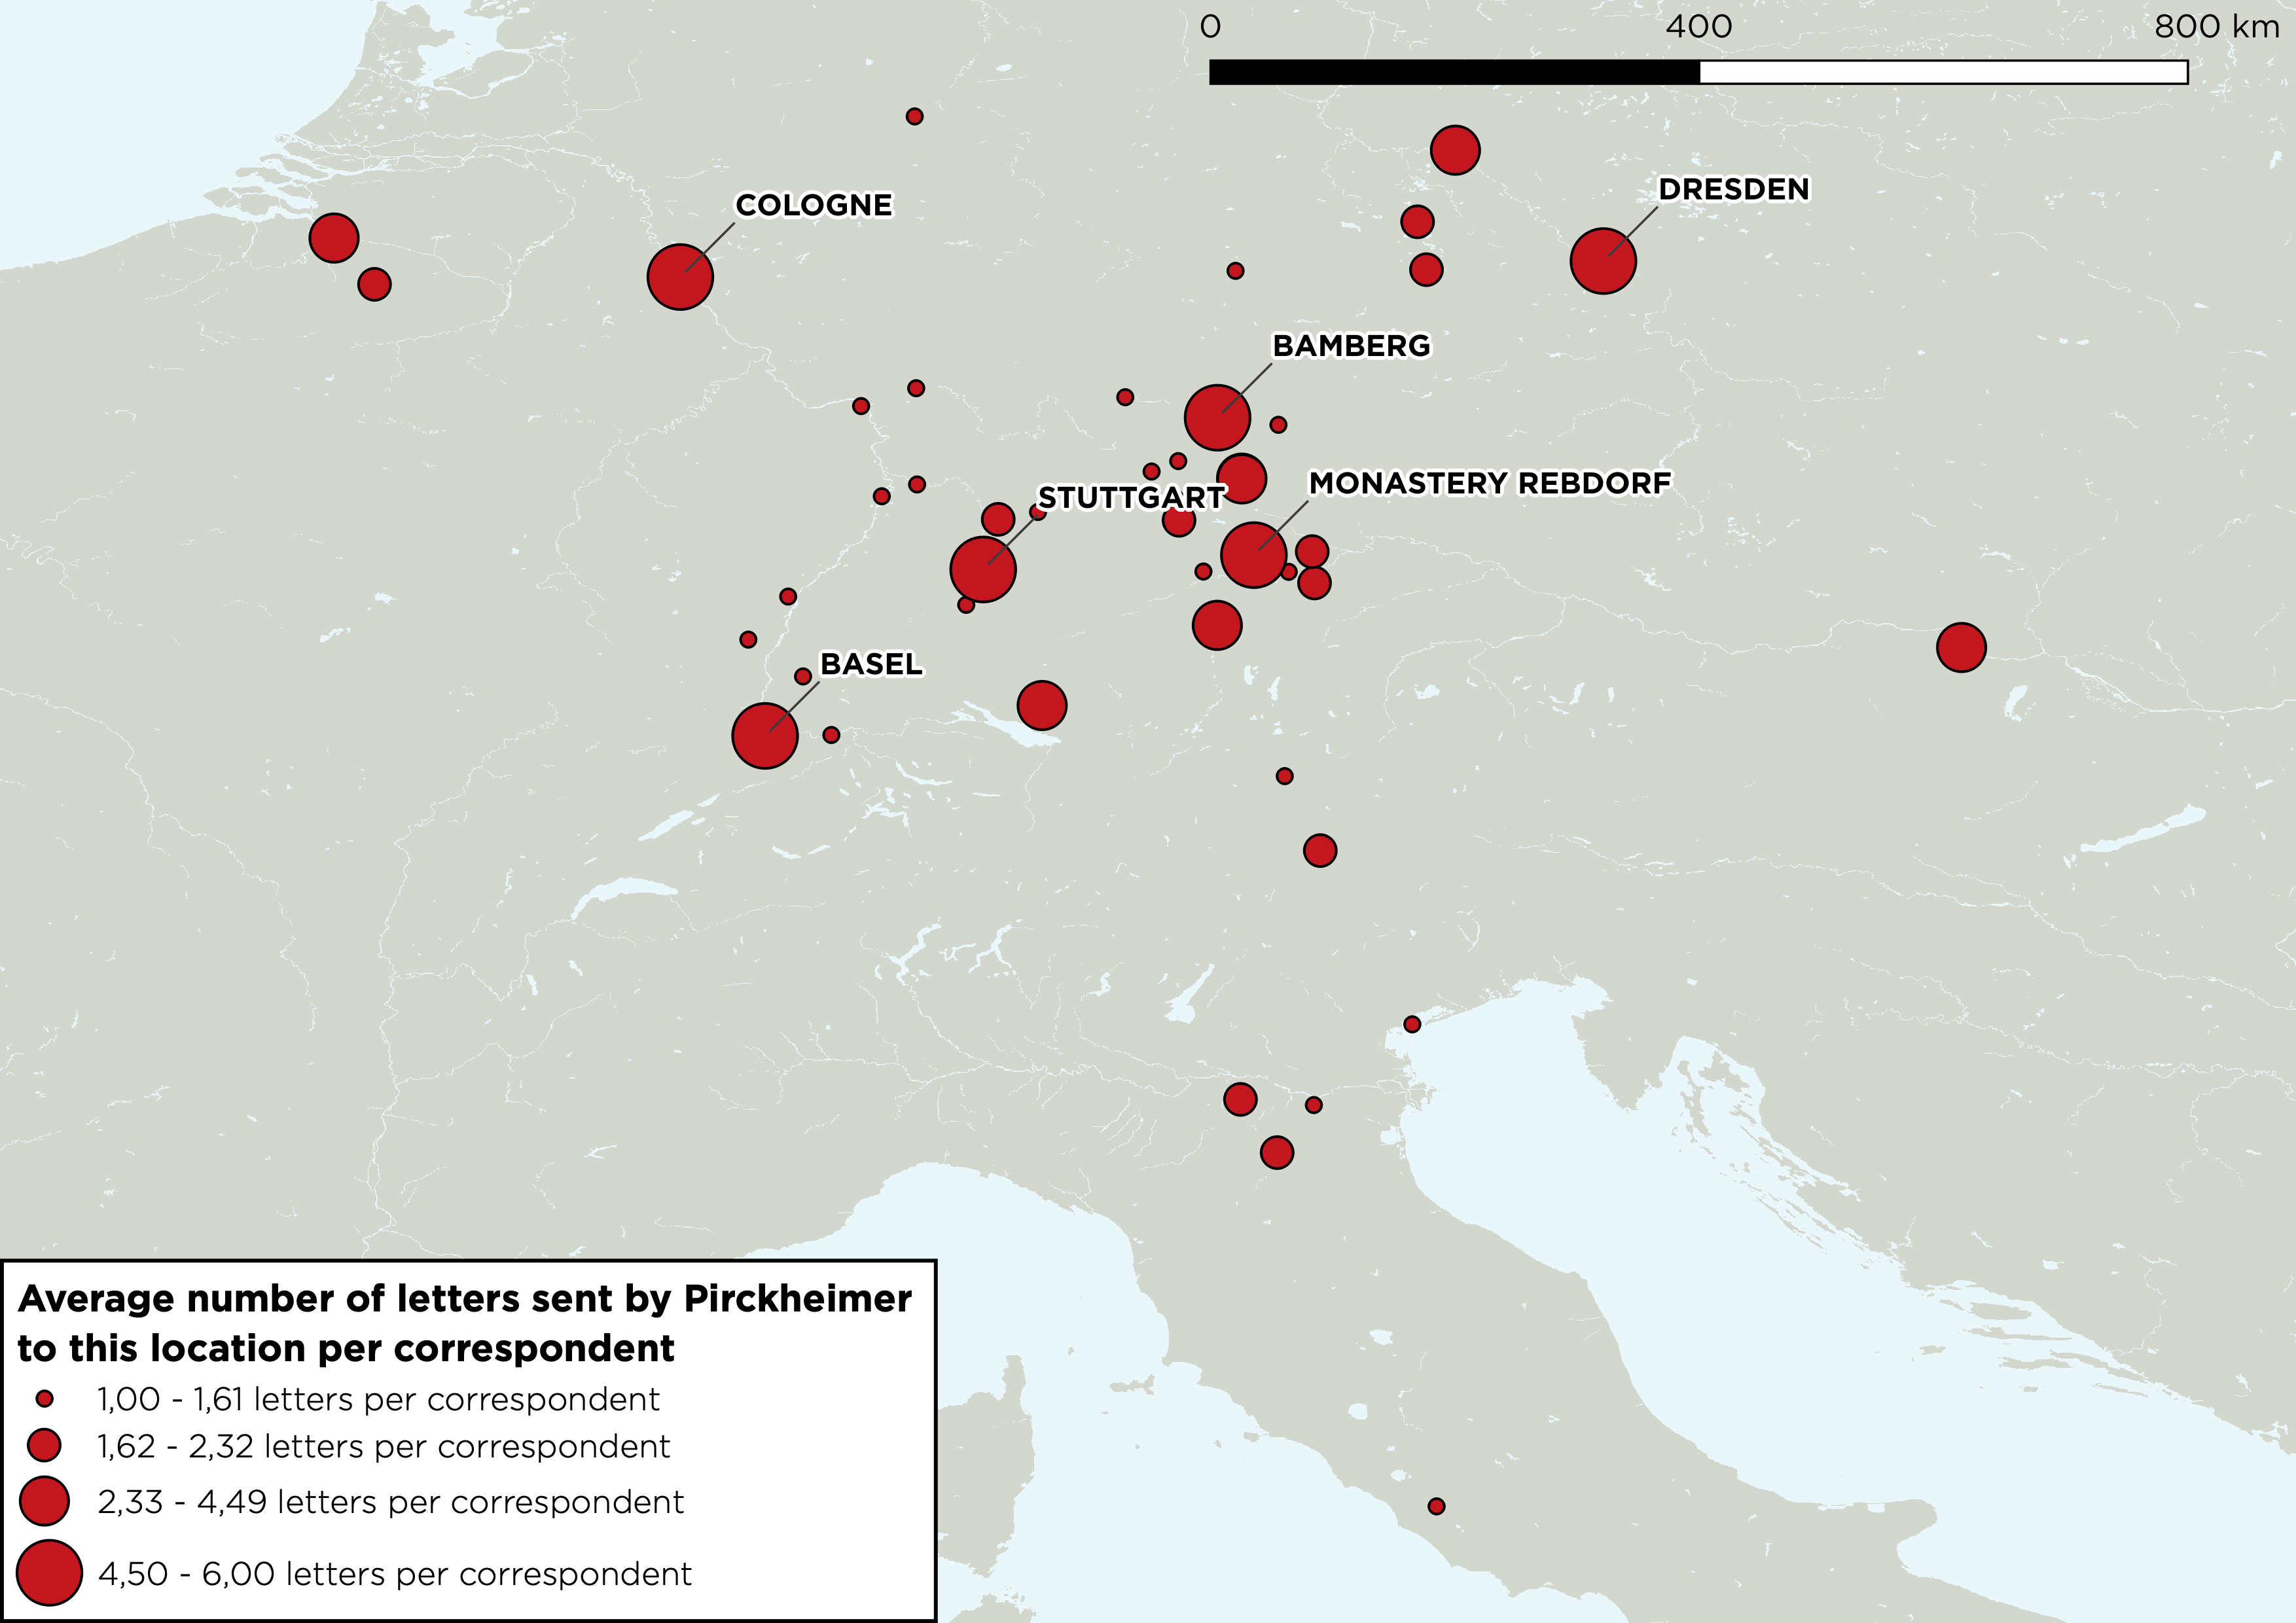 0 400 800 km
DRESDEN
COLOGNE
BAMBERG
MONASTERY REBDORF
STUTTGART
BASEL
Average number of letters sent by Pirckheimer
to this location per correspondent
1,00 - 1,61 letters per correspondent
1,62 - 2,32 letters per correspondent
2,33 - 4,49 letters per correspondent
4,50 - 6,00 letters per correspondent